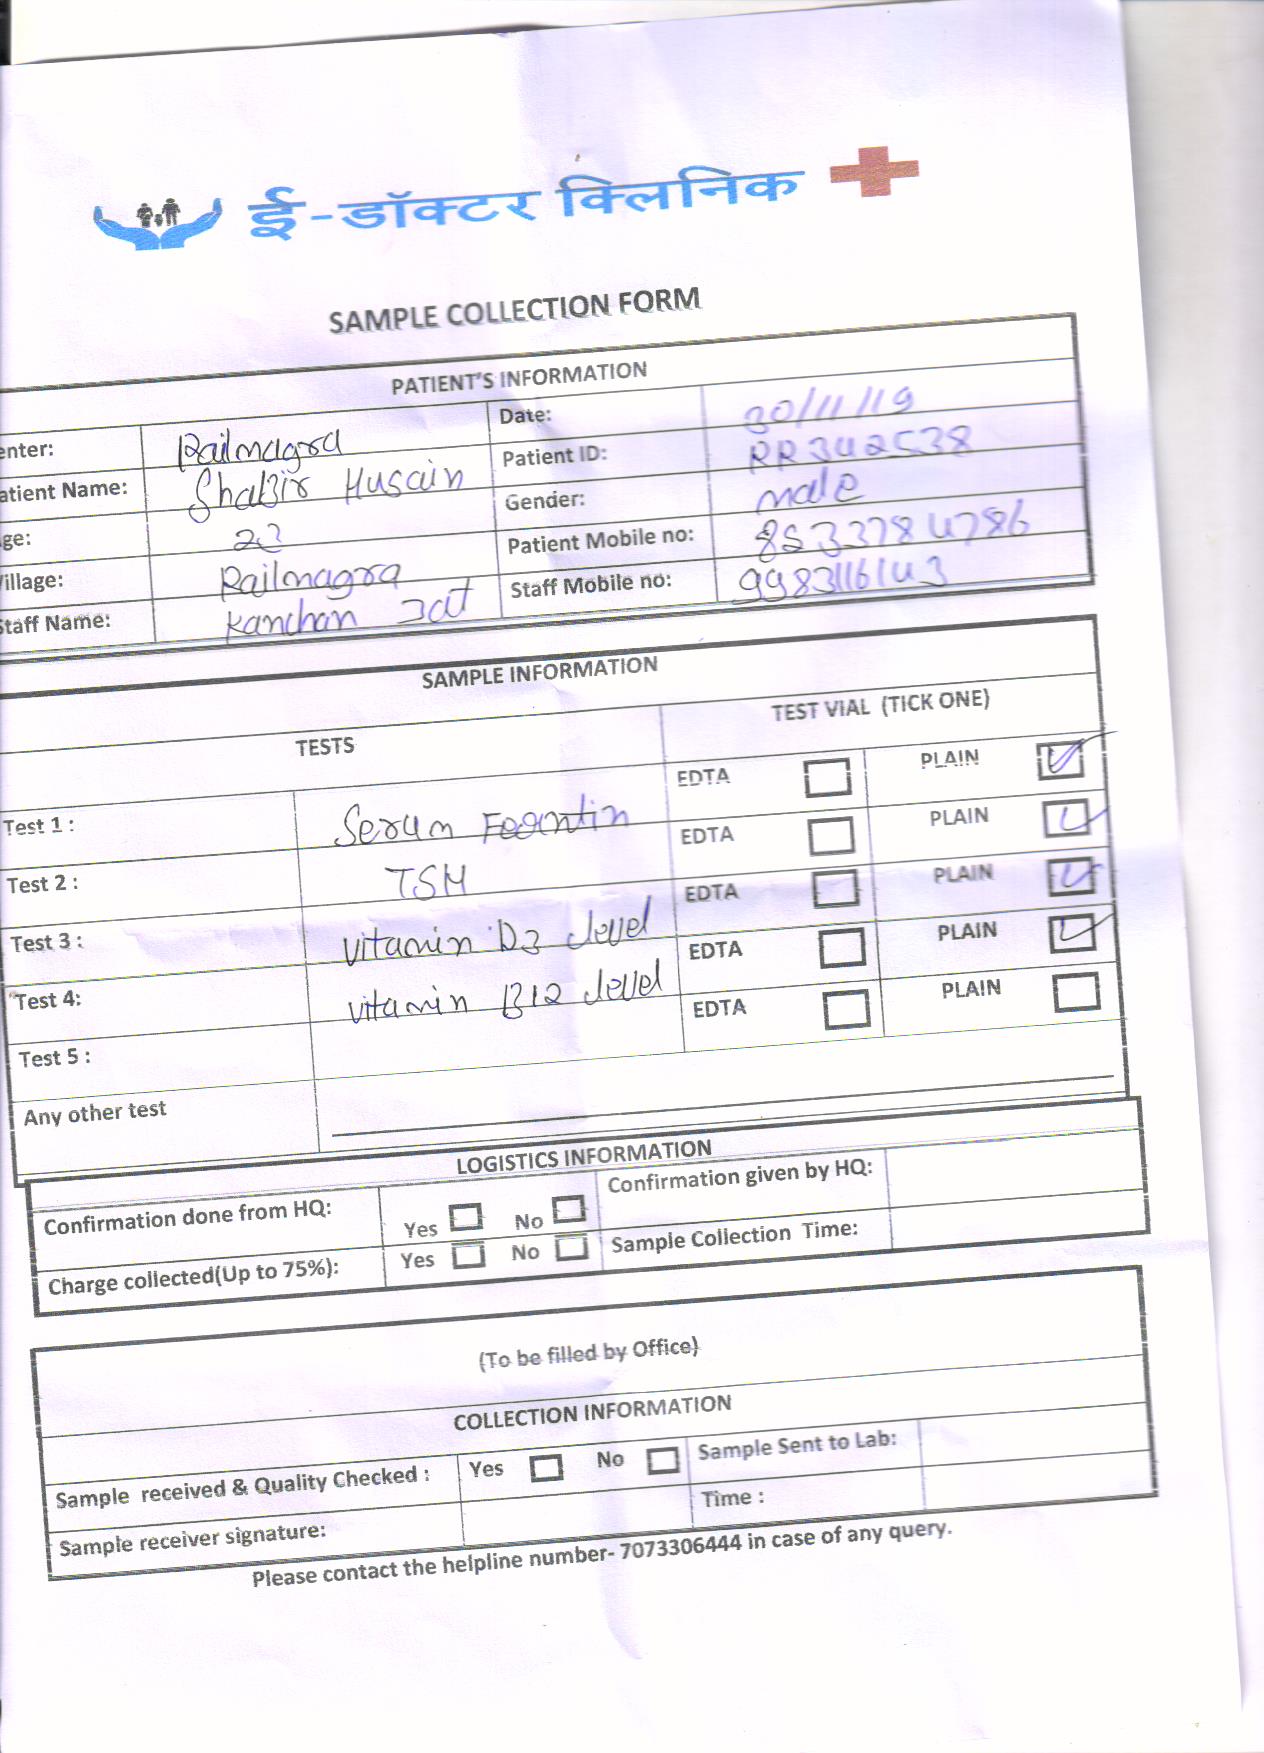 ई-डॉक्टर क्लिनिक
SAMPLE COLLECTION FORM
PATIENT'S INFORMATION
enter: Railmagra Date: 30/11/19
atient Name: Shabir Husain Patient ID: RR342538
ge: Gender: male
illage: Railmagra Patient Mobile no: 8533784786
Staff Name: Kanchan Jat Staff Mobile no: 9983116143
SAMPLE INFORMATION
TESTS TEST VIAL (TICK ONE)
Test 1 : Serum EDTA PLAIN
Test 2 : TSH EDTA PLAIN
Test 3 : Vitamin D3 level EDTA PLAIN
Test 4: Vitamin B12 level EDTA PLAIN
Test 5 : EDTA PLAIN
Any other test
LOGISTICS INFORMATION
Confirmation done from HQ: Yes No Confirmation given by HQ:
Charge collected(Up to 75%): Yes No Sample Collection Time:
(To be filled by Office)
COLLECTION INFORMATION
Sample received & Quality Checked : Yes No Sample Sent to Lab:
Sample receiver signature: Time :
Please contact the helpline number- 7073306444 in case of any query.